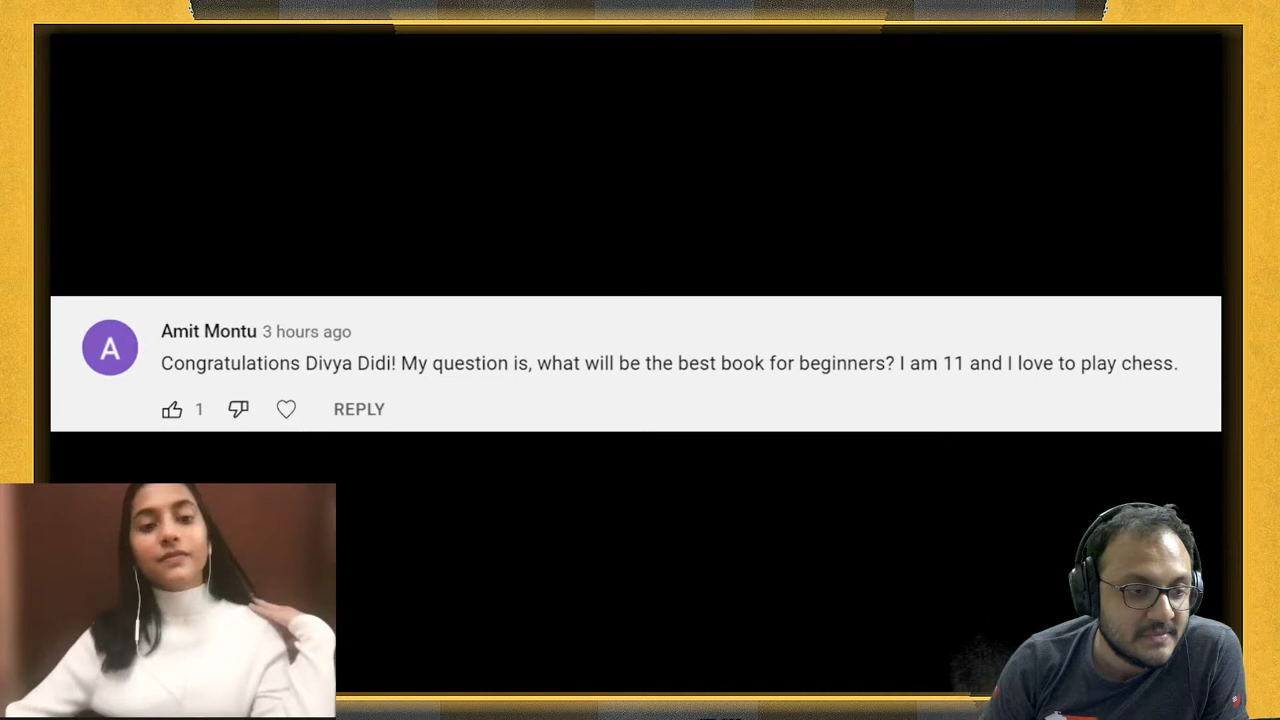 A
Amit Montu 3 hours ago
Congratulations Divya Didi! My question is, what will be the best book for beginners? I am 11 and I love to play chess.
1 REPLY